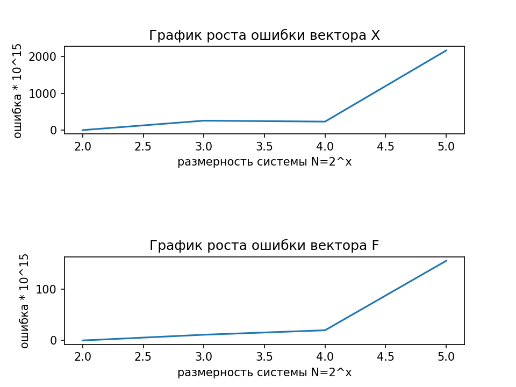 График роста ошибки вектора X
ошибка * 10^15
2000
1000
0
2.0 2.5 3.0 3.5 4.0 4.5 5.0
размерность системы N=2^x
График роста ошибки вектора F
ошибка * 10^15
100
0
2.0 2.5 3.0 3.5 4.0 4.5 5.0
размерность системы N=2^x